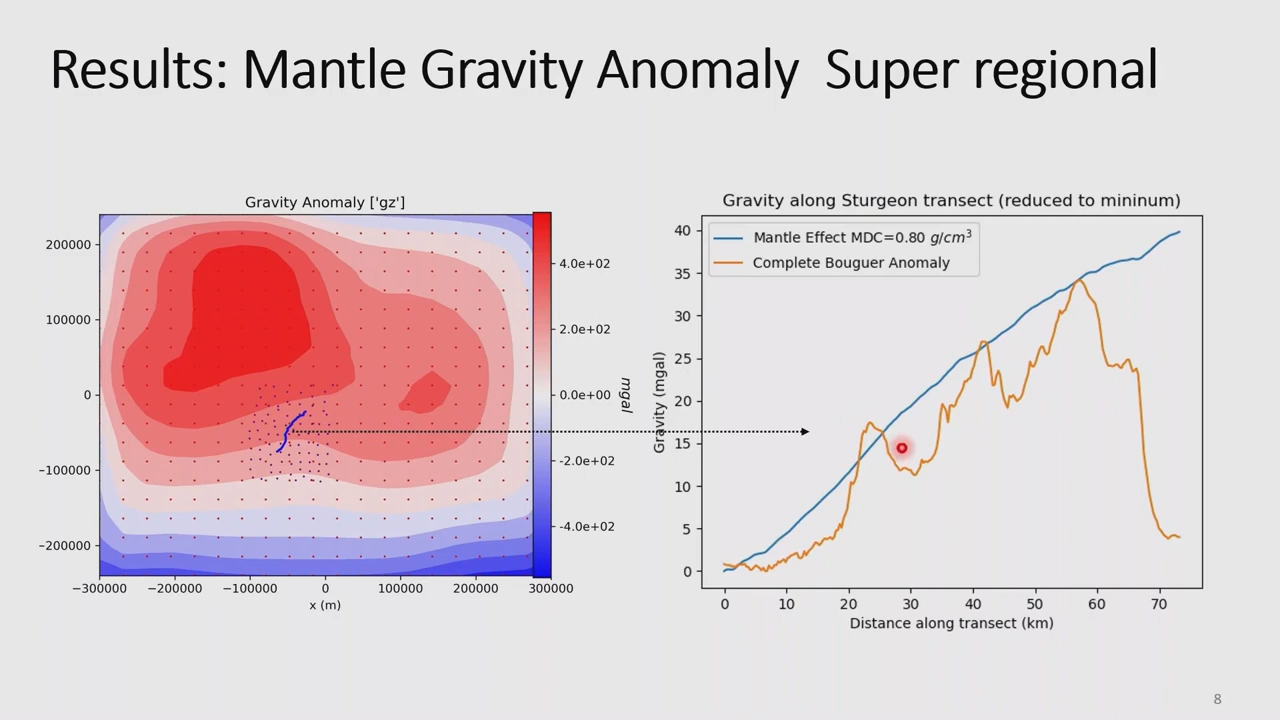 Results: Mantle Gravity Anomaly  Super regional
Gravity Anomaly ['gz']
200000
100000
0
−100000
−200000
−300000
−200000
−100000
0
100000
200000
300000
x (m)
4.0e+02
2.0e+02
0.0e+00
-2.0e+02
-4.0e+02
mgal
Gravity along Sturgeon transect (reduced to mininum)
Mantle Effect MDC=0.80 g/cm³
Complete Bouguer Anomaly
Gravity (mgal)
40
35
30
25
20
15
10
5
0
0
10
20
30
40
50
60
70
Distance along transect (km)
8